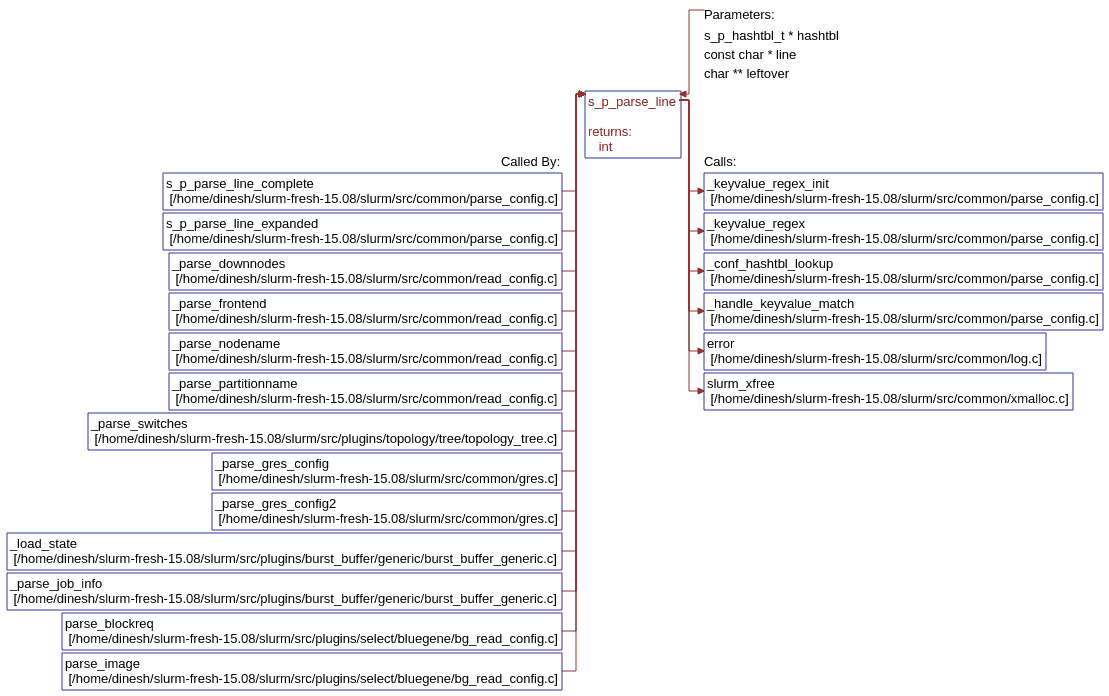 Parameters:
s_p_hashtbl_t * hashtbl
const char * line
char ** leftover
s_p_parse_line
returns:
int
Called By:
s_p_parse_line_complete
[/home/dinesh/slurm-fresh-15.08/slurm/src/common/parse_config.c]
s_p_parse_line_expanded
[/home/dinesh/slurm-fresh-15.08/slurm/src/common/parse_config.c]
_parse_downnodes
[/home/dinesh/slurm-fresh-15.08/slurm/src/common/read_config.c]
_parse_frontend
[/home/dinesh/slurm-fresh-15.08/slurm/src/common/read_config.c]
_parse_nodename
[/home/dinesh/slurm-fresh-15.08/slurm/src/common/read_config.c]
_parse_partitionname
[/home/dinesh/slurm-fresh-15.08/slurm/src/common/read_config.c]
_parse_switches
[/home/dinesh/slurm-fresh-15.08/slurm/src/plugins/topology/tree/topology_tree.c]
_parse_gres_config
[/home/dinesh/slurm-fresh-15.08/slurm/src/common/gres.c]
_parse_gres_config2
[/home/dinesh/slurm-fresh-15.08/slurm/src/common/gres.c]
_load_state
[/home/dinesh/slurm-fresh-15.08/slurm/src/plugins/burst_buffer/generic/burst_buffer_generic.c]
_parse_job_info
[/home/dinesh/slurm-fresh-15.08/slurm/src/plugins/burst_buffer/generic/burst_buffer_generic.c]
parse_blockreq
[/home/dinesh/slurm-fresh-15.08/slurm/src/plugins/select/bluegene/bg_read_config.c]
parse_image
[/home/dinesh/slurm-fresh-15.08/slurm/src/plugins/select/bluegene/bg_read_config.c]
Calls:
_keyvalue_regex_init
[/home/dinesh/slurm-fresh-15.08/slurm/src/common/parse_config.c]
_keyvalue_regex
[/home/dinesh/slurm-fresh-15.08/slurm/src/common/parse_config.c]
_conf_hashtbl_lookup
[/home/dinesh/slurm-fresh-15.08/slurm/src/common/parse_config.c]
_handle_keyvalue_match
[/home/dinesh/slurm-fresh-15.08/slurm/src/common/parse_config.c]
error
[/home/dinesh/slurm-fresh-15.08/slurm/src/common/log.c]
slurm_xfree
[/home/dinesh/slurm-fresh-15.08/slurm/src/common/xmalloc.c]